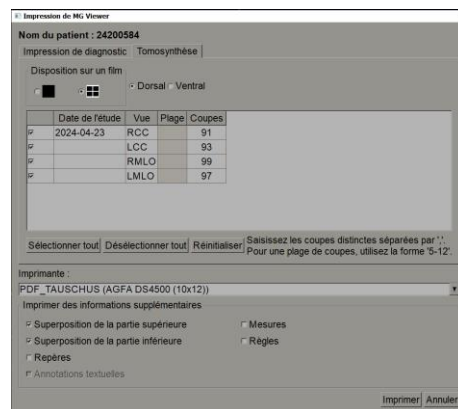 Impression de MG Viewer
Nom du patient : 24200584
Impression de diagnostic Tomosynthèse
Disposition sur un film
Dorsal Ventral
Date de l'étude Vue Plage Coupes
2024-04-23 RCC 91
LCC 93
RMLO 99
LMLO 97
Sélectionner tout Désélectionner tout Réinitialiser Saisissez les coupes distinctes séparées par ','.
Pour une plage de coupes, utilisez la forme '5-12'.
Imprimante :
PDF_TAUSCHUS (AGFA DS4500 (10x12))
Imprimer des informations supplémentaires
Superposition de la partie supérieure Mesures
Superposition de la partie inférieure Règles
Repères
Annotations textuelles
Imprimer Annuler